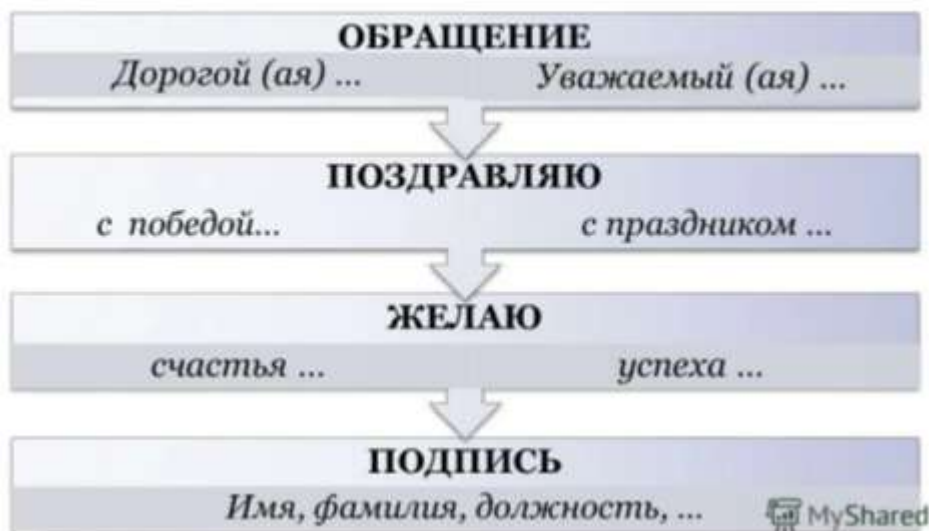 ОБРАЩЕНИЕ
Дорогой (ая) ... Уважаемый (ая) ...
ПОЗДРАВЛЯЮ
с победой... с праздником ...
ЖЕЛАЮ
счастья ... успеха ...
ПОДПИСЬ
Имя, фамилия, должность, ...
MyShared